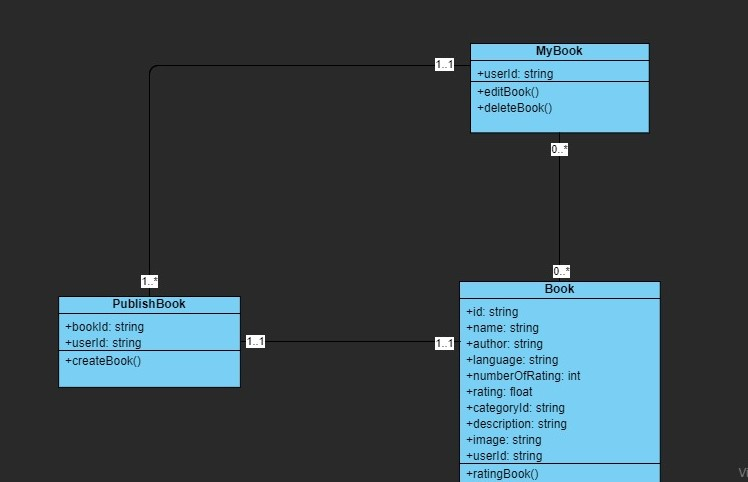 MyBook
+userId: string
+editBook()
+deleteBook()
1..1
0..*
0..*
1..*
PublishBook
+bookId: string
+userId: string
+createBook()
1..1
1..1
Book
+id: string
+name: string
+author: string
+language: string
+numberOfRating: int
+rating: float
+categoryId: string
+description: string
+image: string
+userId: string
+ratingBook()